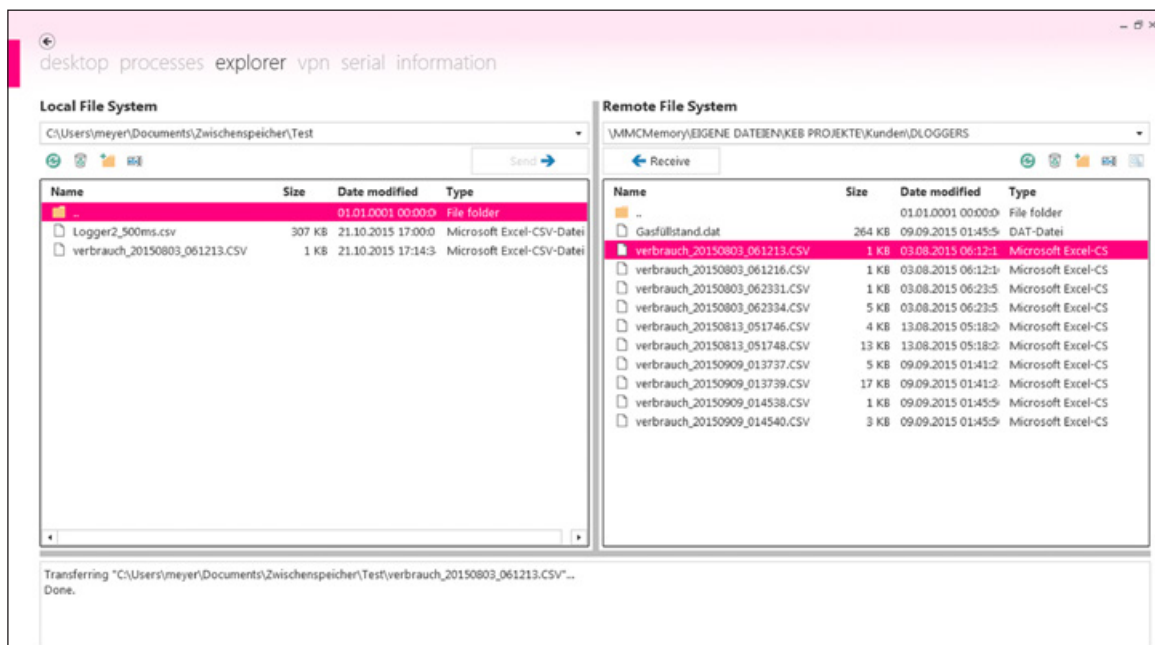 desktop processes explorer vpn serial information
Local File System
C:\Users\meyer\Documents\Zwischenspeicher\Test
Send
Name Size Date modified Type
.. 01.01.0001 00:00:0 File folder
Logger2_500ms.csv 307 KB 21.10.2015 17:00:0 Microsoft Excel-CSV-Datei
verbrauch_20150803_061213.CSV 1 KB 21.10.2015 17:14:3 Microsoft Excel-CSV-Datei
Remote File System
\MMCMemory\EIGENE DATEIEN\KEB PROJEKTE\Kunden\DLOGGERS
Receive
Name Size Date modified Type
.. 01.01.0001 00:00:0 File folder
Gasfüllstand.dat 264 KB 09.09.2015 01:45:5 DAT-Datei
verbrauch_20150803_061213.CSV 1 KB 03.08.2015 06:12:1 Microsoft Excel-CS
verbrauch_20150803_061216.CSV 1 KB 03.08.2015 06:12:1 Microsoft Excel-CS
verbrauch_20150803_062331.CSV 1 KB 03.08.2015 06:23:5 Microsoft Excel-CS
verbrauch_20150803_062334.CSV 5 KB 03.08.2015 06:23:5 Microsoft Excel-CS
verbrauch_20150813_051746.CSV 4 KB 13.08.2015 05:18:2 Microsoft Excel-CS
verbrauch_20150813_051748.CSV 13 KB 13.08.2015 05:18:2 Microsoft Excel-CS
verbrauch_20150909_013737.CSV 5 KB 09.09.2015 01:41:2 Microsoft Excel-CS
verbrauch_20150909_013739.CSV 17 KB 09.09.2015 01:41:2 Microsoft Excel-CS
verbrauch_20150909_014538.CSV 1 KB 09.09.2015 01:45:5 Microsoft Excel-CS
verbrauch_20150909_014540.CSV 3 KB 09.09.2015 01:45:5 Microsoft Excel-CS
Transferring "C:\Users\meyer\Documents\Zwischenspeicher\Test\verbrauch_20150803_061213.CSV"...
Done.